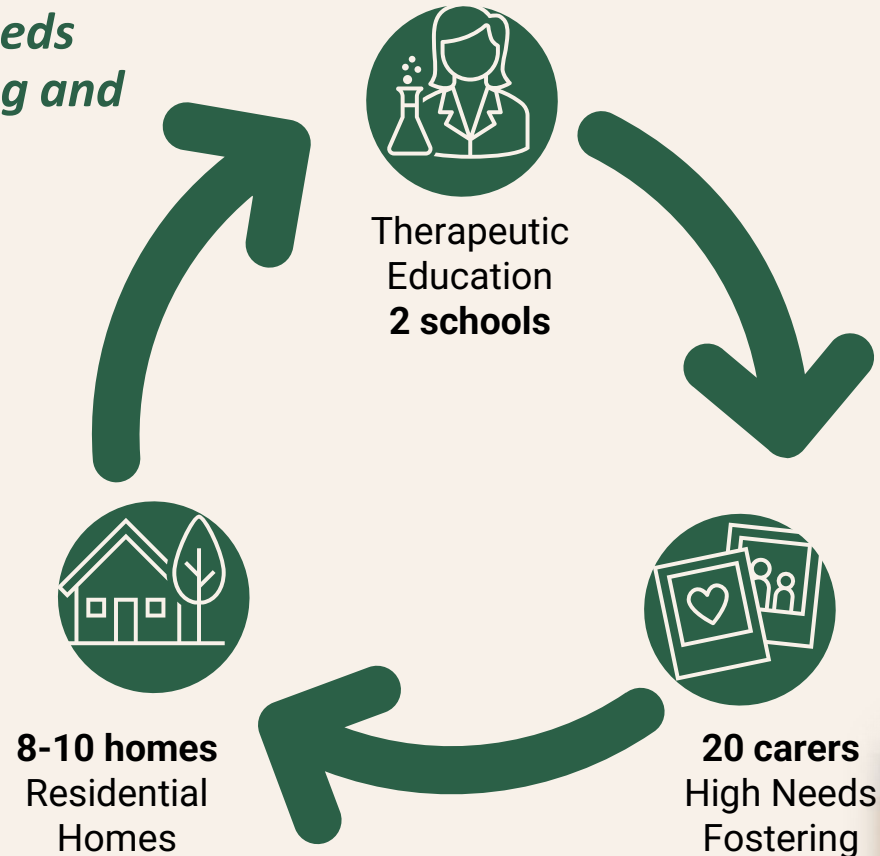 eds
g and
Therapeutic
Education
2 schools
8-10 homes
Residential
Homes
20 carers
High Needs
Fostering